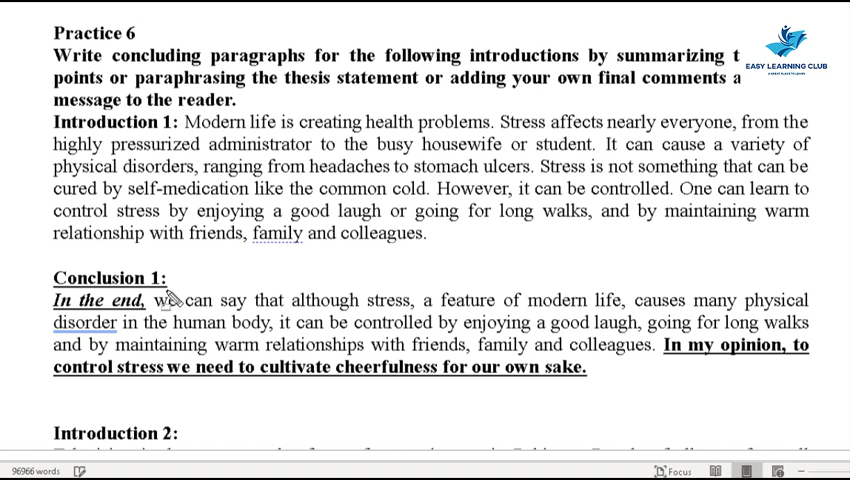 Practice 6
Write concluding paragraphs for the following introductions by summarizing t
points or paraphrasing the thesis statement or adding your own final comments a
message to the reader.
EASY LEARNING CLUB
A GREAT PLACE TO LEARN
Introduction 1: Modern life is creating health problems. Stress affects nearly everyone, from the
highly pressurized administrator to the busy housewife or student. It can cause a variety of
physical disorders, ranging from headaches to stomach ulcers. Stress is not something that can be
cured by self-medication like the common cold. However, it can be controlled. One can learn to
control stress by enjoying a good laugh or going for long walks, and by maintaining warm
relationship with friends, family and colleagues.
Conclusion 1:
In the end, we can say that although stress, a feature of modern life, causes many physical
disorder in the human body, it can be controlled by enjoying a good laugh, going for long walks
and by maintaining warm relationships with friends, family and colleagues. In my opinion, to
control stress we need to cultivate cheerfulness for our own sake.
Introduction 2:
96966 words
Focus